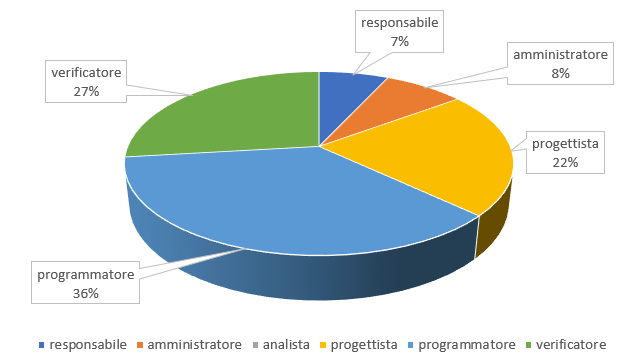 responsabile
7%
amministratore
8%
verificatore
27%
progettista
22%
programmatore
36%
responsabile amministratore analista progettista programmatore verificatore